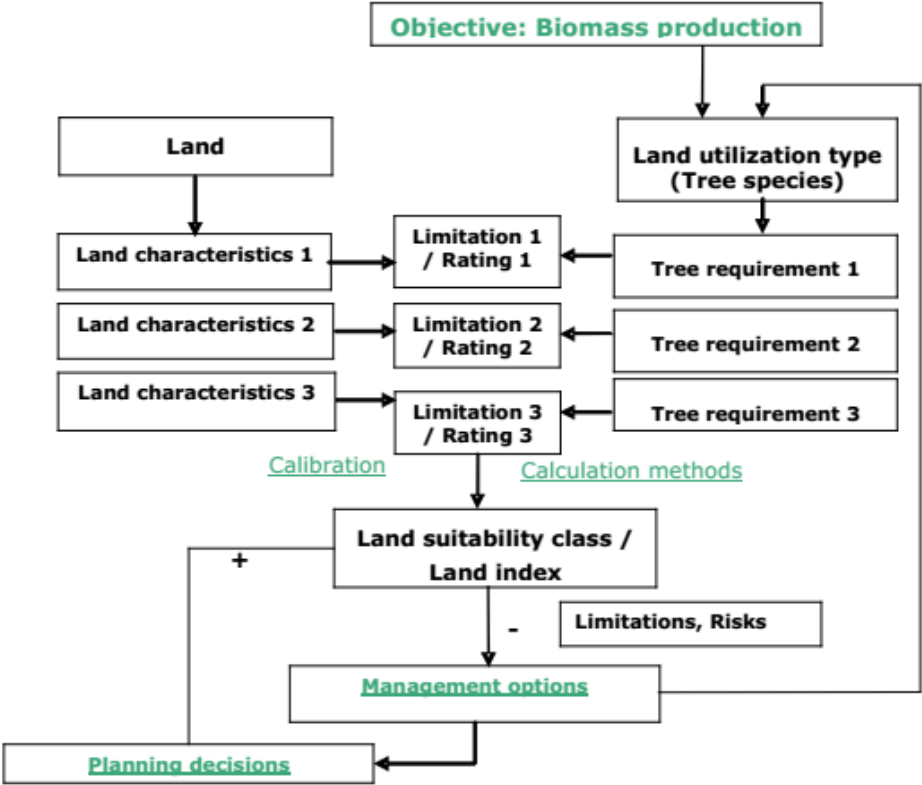 Objective: Biomass production
Land
Land utilization type
(Tree species)
Land characteristics 1
Limitation 1
/ Rating 1
Tree requirement 1
Land characteristics 2
Limitation 2
/ Rating 2
Tree requirement 2
Land characteristics 3
Limitation 3
/ Rating 3
Tree requirement 3
Calibration
Calculation methods
Land suitability class /
Land index
+
-
Limitations, Risks
Management options
Planning decisions